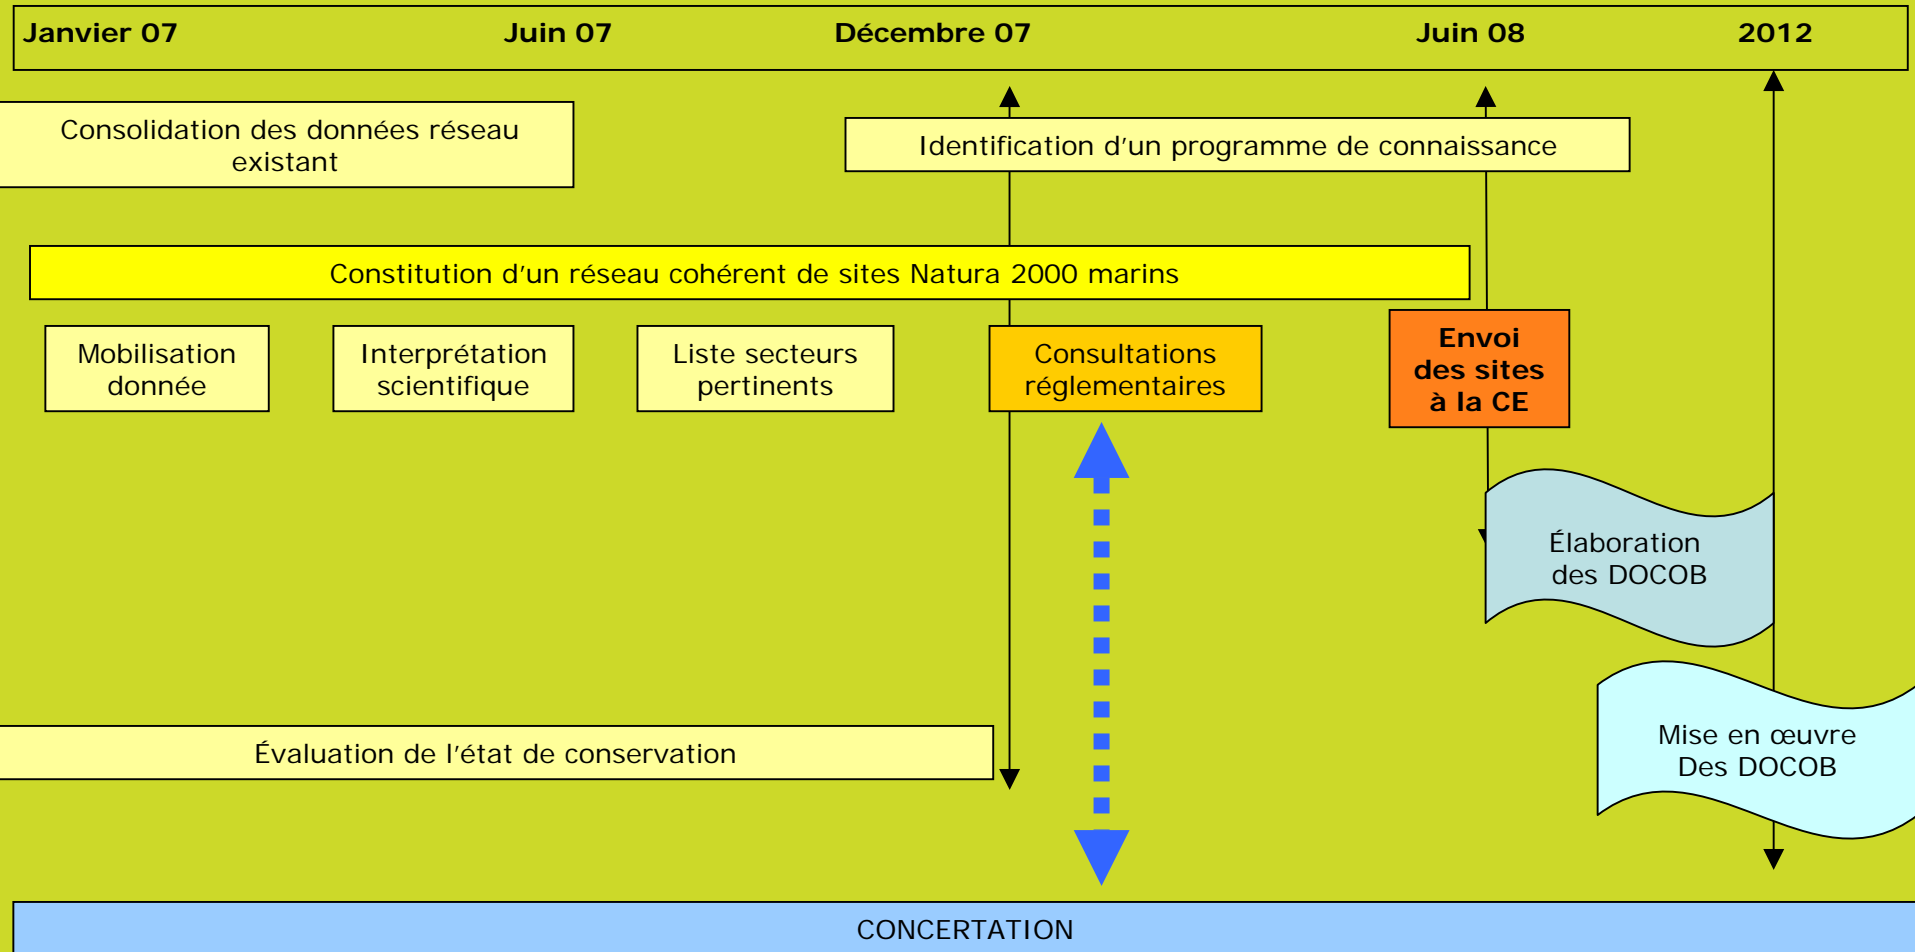 Janvier 07 Juin 07 Décembre 07 Juin 08 2012
Consolidation des données réseau
existant
Identification d'un programme de connaissance
Constitution d'un réseau cohérent de sites Natura 2000 marins
Mobilisation
donnée
Interprétation
scientifique
Liste secteurs
pertinents
Consultations
réglementaires
Envoi
des sites
à la CE
Élaboration
des DOCOB
Évaluation de l'état de conservation
Mise en œuvre
Des DOCOB
CONCERTATION